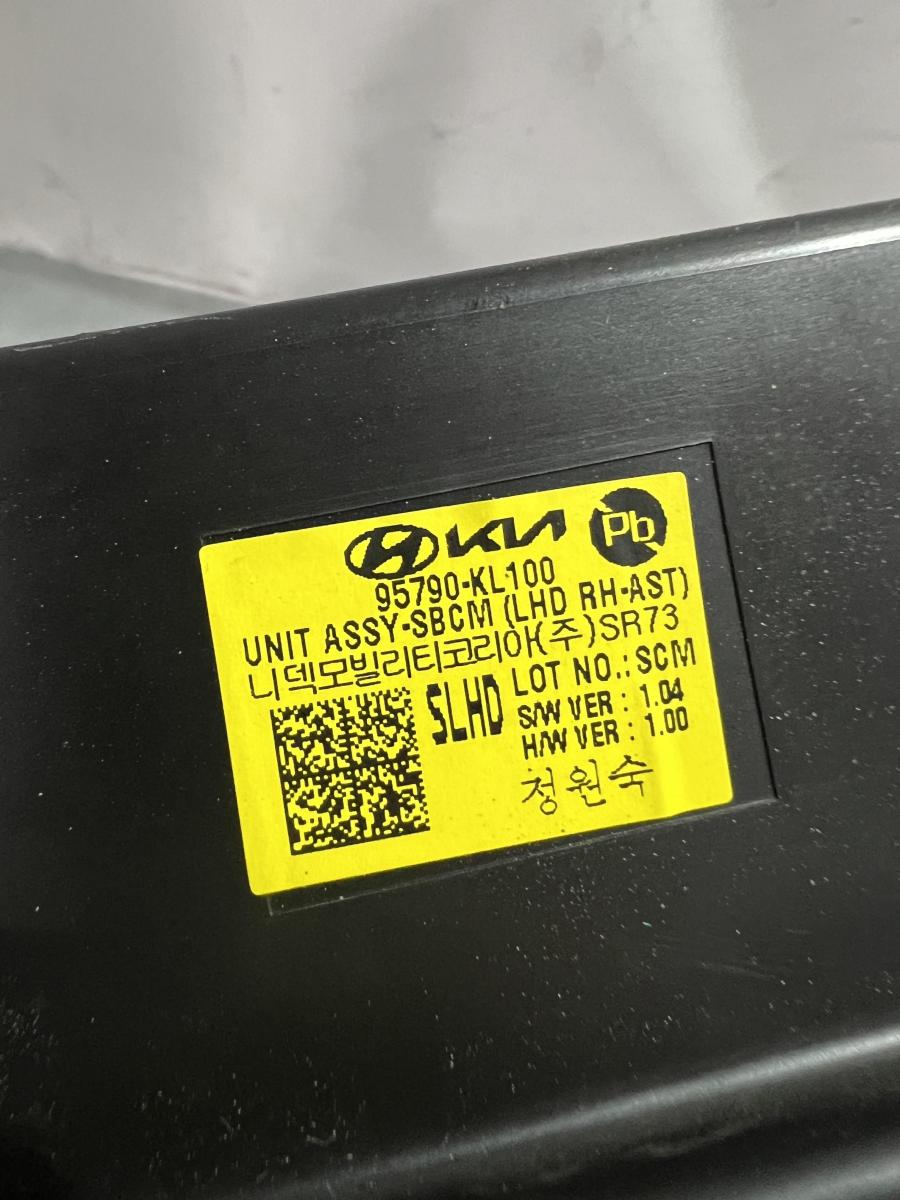 KIA Pb
95790-KL100
UNIT ASSY-SBCM (LHD RH-AST)
니덱모빌리티코리아(주)SR73
SLHD
LOT NO.: SCM
S/W VER : 1.04
H/W VER : 1.00
정원숙